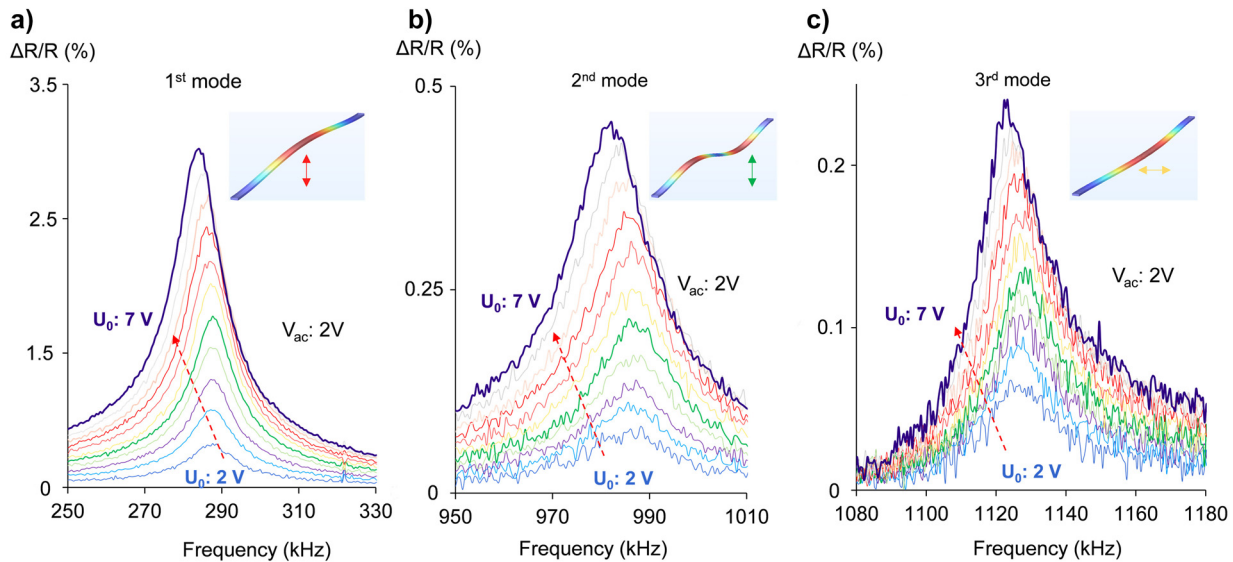 a)
ΔR/R (%)
1st mode
3.5
2.5
1.5
0
U₀: 7 V
Vac: 2V
U₀: 2 V
250 270 290 310 330
Frequency (kHz)
b)
ΔR/R (%)
2nd mode
0.5
0.25
0
U₀: 7 V
Vac: 2V
U₀: 2 V
950 970 990 1010
Frequency (kHz)
c)
ΔR/R (%)
3rd mode
0.2
0.1
0
U₀: 7 V
Vac: 2V
U₀: 2 V
1080 1100 1120 1140 1160 1180
Frequency (kHz)